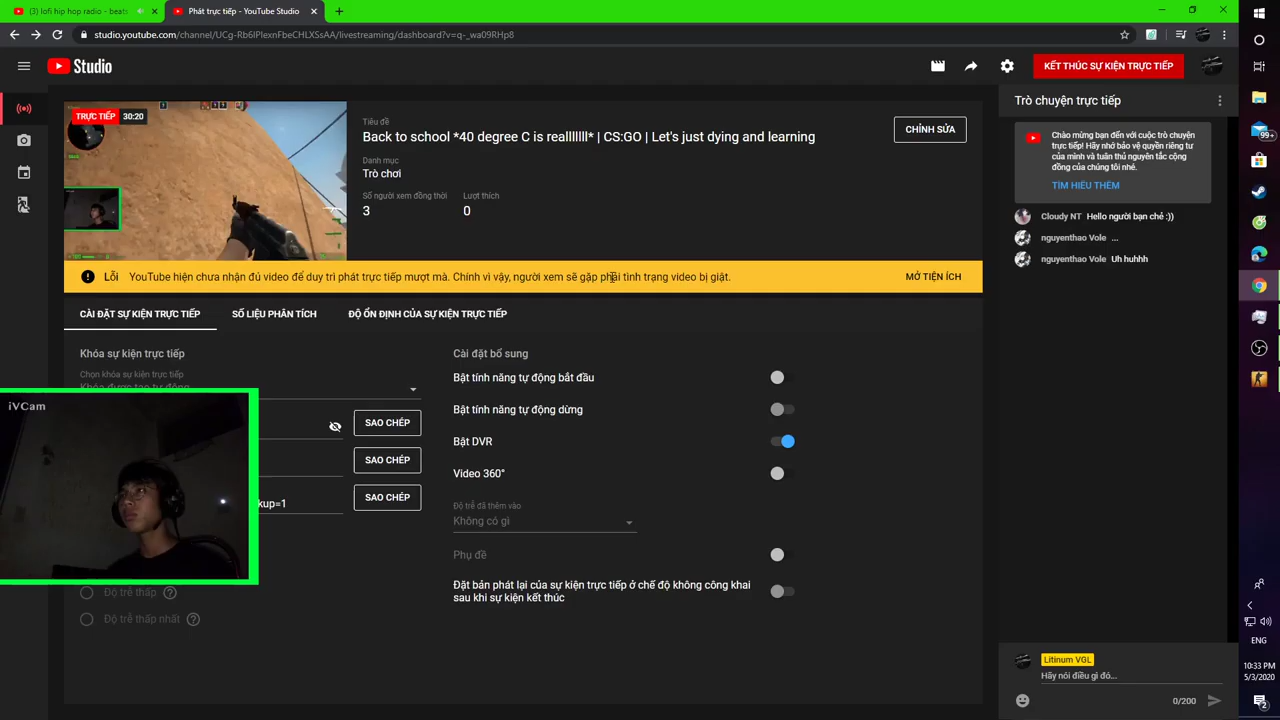 (3) lofi hip hop radio - beats
Phát trực tiếp - YouTube Studio
studio.youtube.com/channel/UCg-Rb6lPlexnFbeCHLXSsAA/livestreaming/dashboard?v=q-_wa09RHp8
Studio
KẾT THÚC SỰ KIỆN TRỰC TIẾP
TRỰC TIẾP 30:20
Tiêu đề
Back to school *40 degree C is realllllll* | CS:GO | Let's just dying and learning
CHỈNH SỬA
Danh mục
Trò chơi
Số người xem đồng thời
Lượt thích
3
0
Lỗi YouTube hiện chưa nhận đủ video để duy trì phát trực tiếp mượt mà. Chính vì vậy, người xem sẽ gặp phải tình trạng video bị giật.
MỞ TIỆN ÍCH
CÀI ĐẶT SỰ KIỆN TRỰC TIẾP
SỐ LIỆU PHÂN TÍCH
ĐỘ ỔN ĐỊNH CỦA SỰ KIỆN TRỰC TIẾP
Khóa sự kiện trực tiếp
Chọn khóa sự kiện trực tiếp
Khóa được tạo tự động
iVCam
SAO CHÉP
SAO CHÉP
kup=1
SAO CHÉP
Độ trễ thấp
Độ trễ thấp nhất
Cài đặt bổ sung
Bật tính năng tự động bắt đầu
Bật tính năng tự động dừng
Bật DVR
Video 360°
Độ trễ đã thêm vào
Không có gì
Phụ đề
Đặt bản phát lại của sự kiện trực tiếp ở chế độ không công khai
sau khi sự kiện kết thúc
Trò chuyện trực tiếp
Chào mừng bạn đến với cuộc trò chuyện
trực tiếp! Hãy nhớ bảo vệ quyền riêng tư
của mình và tuân thủ nguyên tắc cộng
đồng của chúng tôi nhé.
TÌM HIỂU THÊM
Cloudy NT Hello người bạn chẻ :))
nguyenthao Vole ...
nguyenthao Vole Uh huhhh
Litinum VGL
Hãy nói điều gì đó...
0/200
99+
ENG
10:33 PM
5/3/2020
2